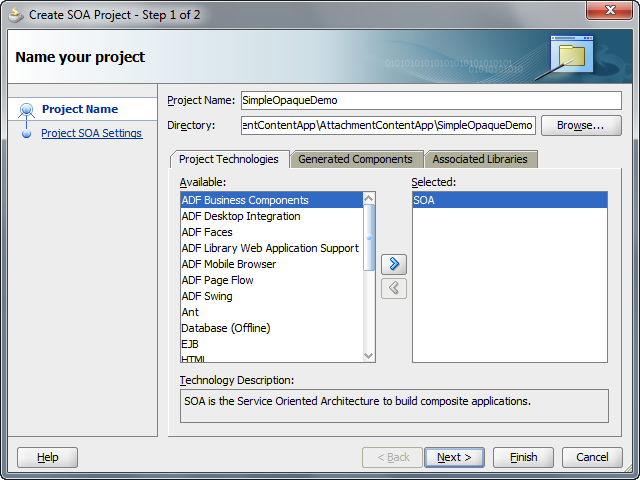 Create SOA Project - Step 1 of 2
Name your project
Project Name
Project SOA Settings
Project Name: SimpleOpaqueDemo
Directory: entContentApp\AttachmentContentApp\SimpleOpaqueDemo Browse...
Project Technologies Generated Components Associated Libraries
Available: Selected:
ADF Business Components SOA
ADF Desktop Integration
ADF Faces
ADF Library Web Application Support
ADF Mobile Browser
ADF Page Flow
ADF Swing
Ant
Database (Offline)
EJB
HTML
Technology Description:
SOA is the Service Oriented Architecture to build composite applications.
Help < Back Next > Finish Cancel